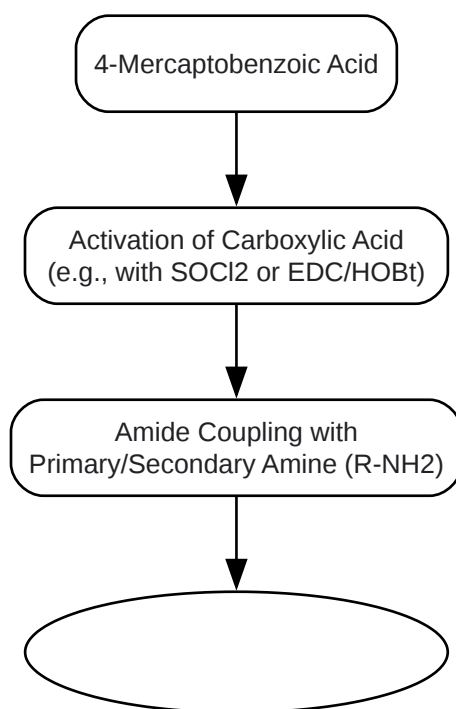 4-Mercaptobenzoic Acid
Activation of Carboxylic Acid
(e.g., with SOCl2 or EDC/HOBt)
Amide Coupling with
Primary/Secondary Amine (R-NH2)